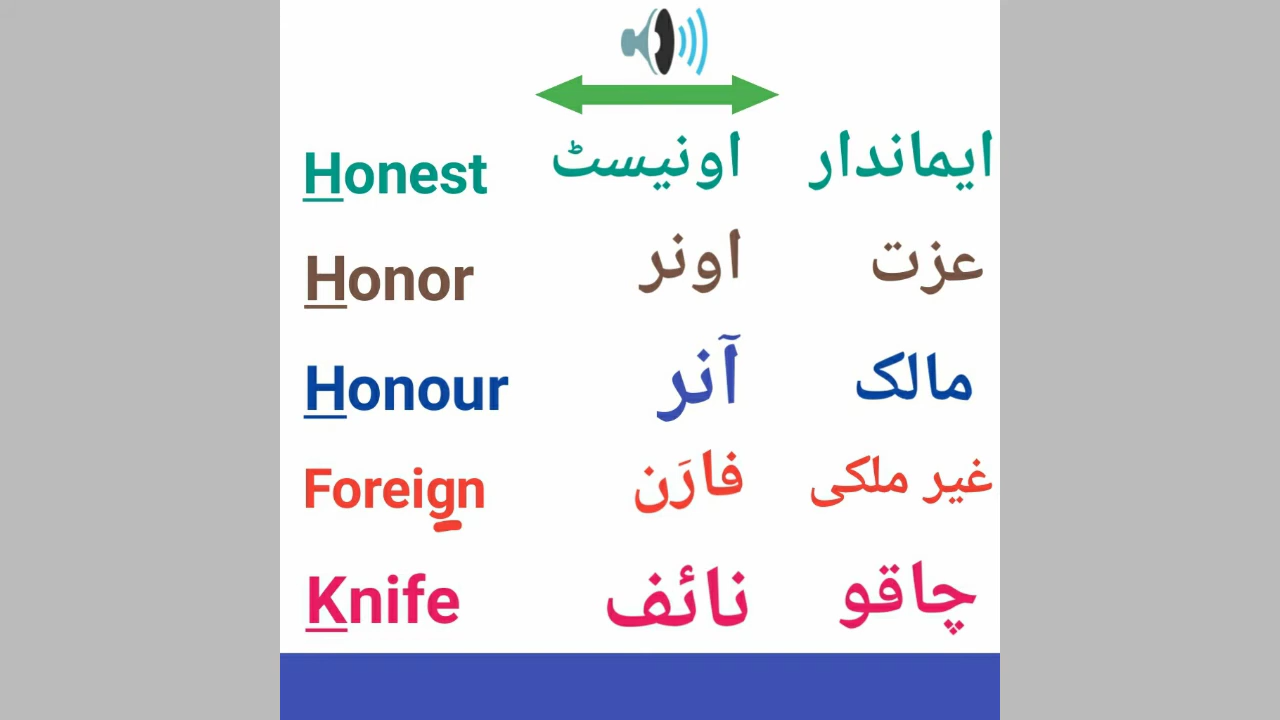 Honest اونیسٹ ایماندار
Honor اونر عزت
Honour آنر مالک
Foreign فارَن غیر ملکی
Knife نائف چاقو